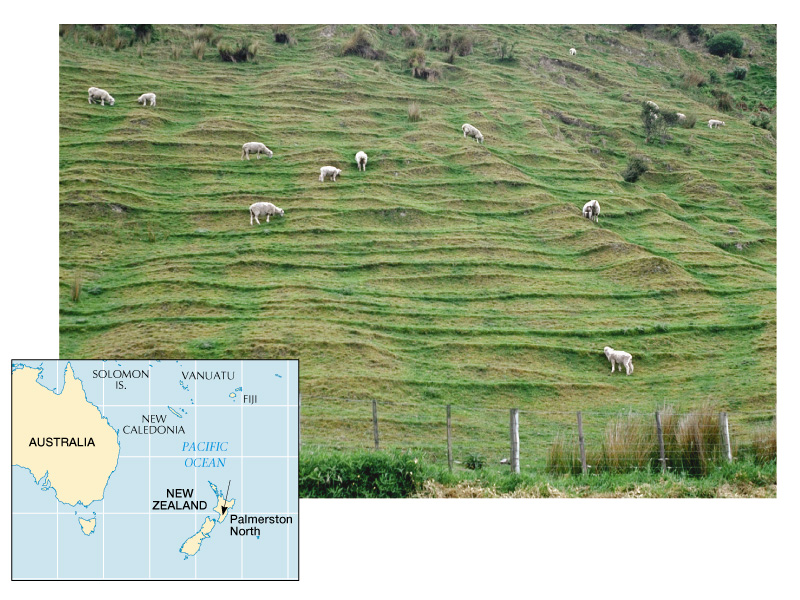 SOLOMON
IS.
VANUATU
FIJI
NEW
CALEDONIA
AUSTRALIA
PACIFIC
OCEAN
NEW
ZEALAND
Palmerston
North